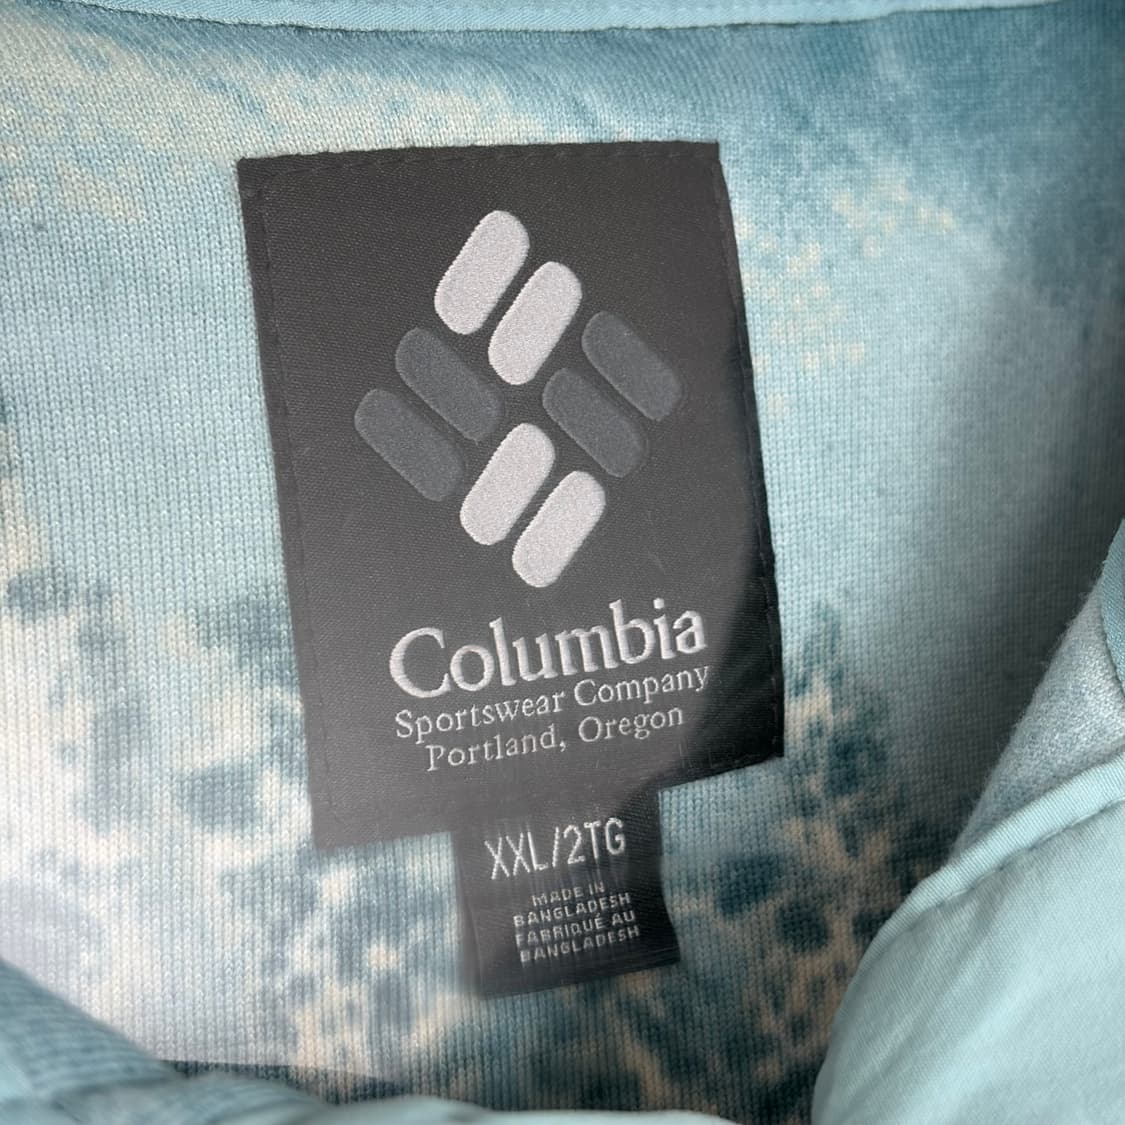 Columbia
Sportswear Company
Portland, Oregon
XXL/2TG
MADE IN
BANGLADESH
FABRIQUÉ AU
BANGLADESH